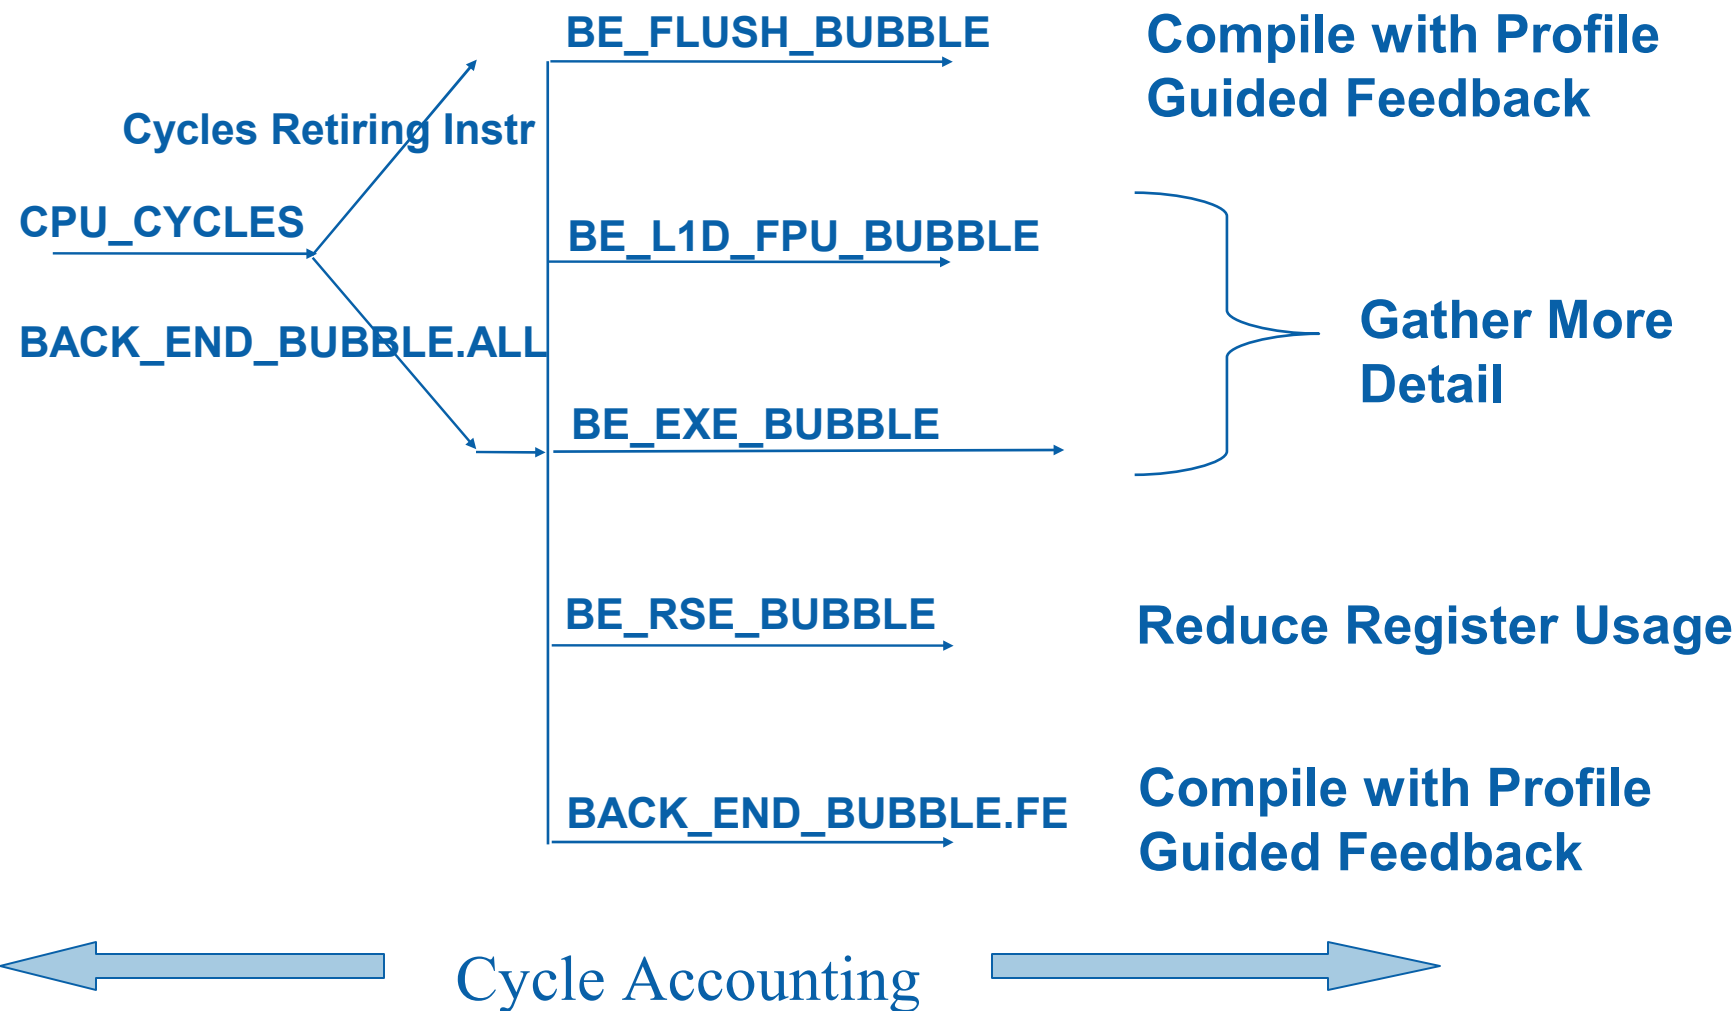 BE_FLUSH_BUBBLE
Compile with Profile
Guided Feedback
Cycles Retiring Instr
CPU_CYCLES
BE_L1D_FPU_BUBBLE
BACK_END_BUBBLE.ALL
Gather More
Detail
BE_EXE_BUBBLE
BE_RSE_BUBBLE
Reduce Register Usage
BACK_END_BUBBLE.FE
Compile with Profile
Guided Feedback
Cycle Accounting